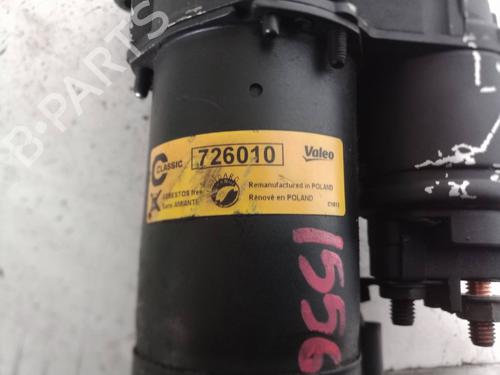 B-PARTS
C CLASSIC
726010
Valeo
ASBESTOS free
Sans AMIANTE
Remanufactured in POLAND
Rénové en POLAND
1556